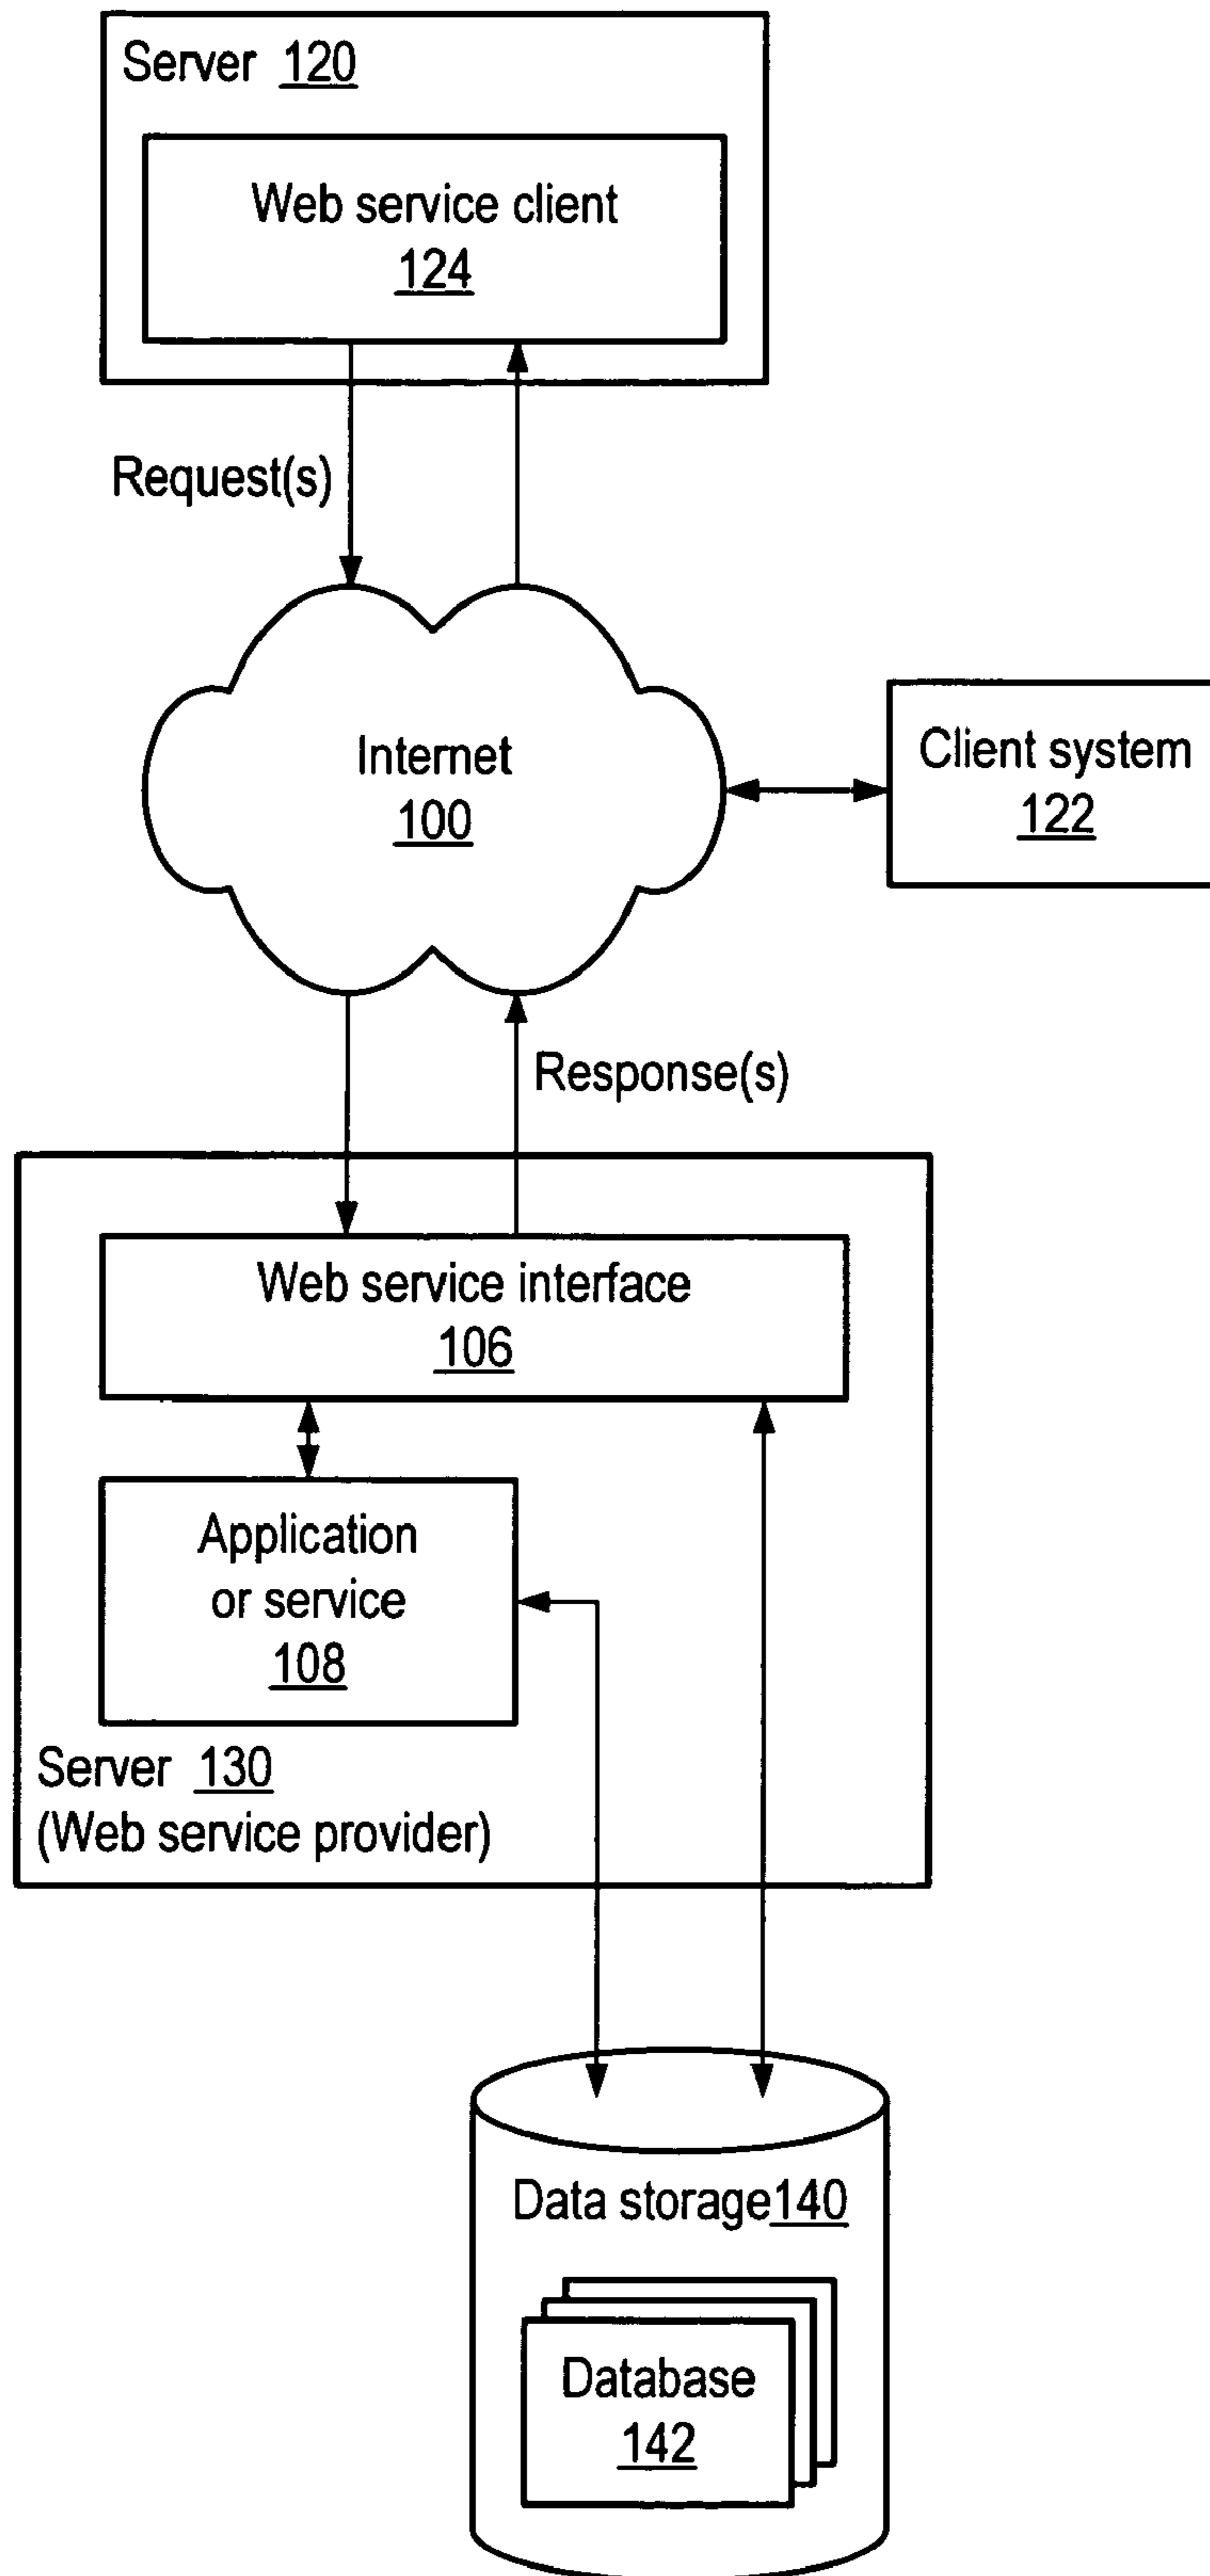 Server 120
Web service client
124
Request(s)
Internet
100
Client system
122
Response(s)
Web service interface
106
Application
or service
108
Server 130
(Web service provider)
Data storage140
Database
142